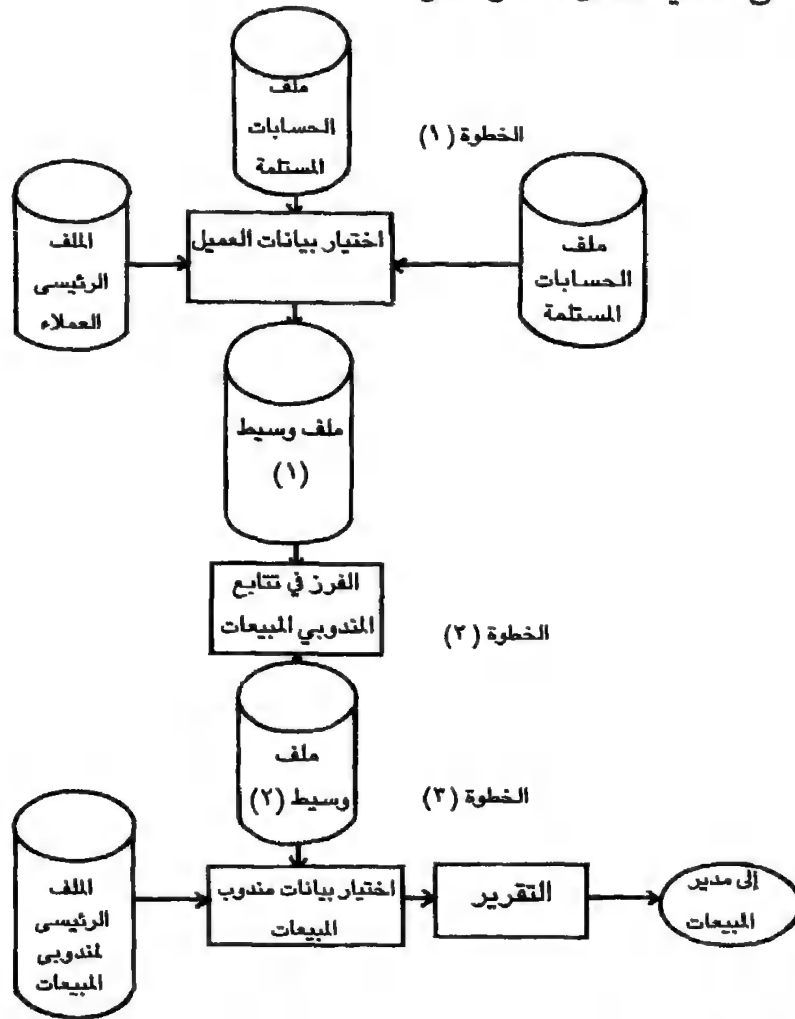 ملف
الحسابات
المستلمة
الخطوة (١)
الملف
الرئيسى
العملاء
اختيار بيانات العميل
ملف
الحسابات
المستلمة
ملف وسيط
(١)
الفرز في تتابع
المندوبي المبيعات
الخطوة (٢)
ملف
وسيط (٢)
الخطوة (٣)
الملف
الرئيسى
لمندوبى
المبيعات
اختيار بيانات مندوب
المبيعات
التقرير
إلى مدير
المبيعات